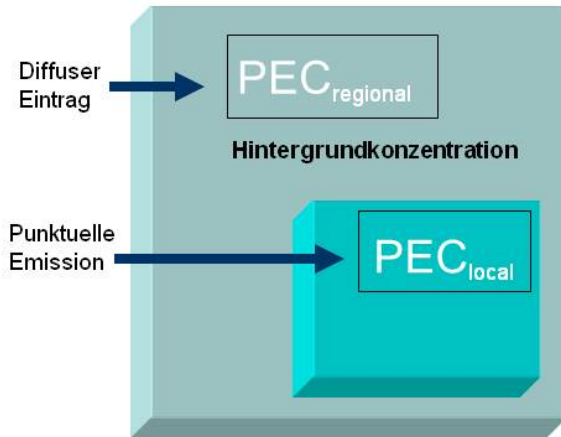 Diffuser
Eintrag
PECregional
Hintergrundkonzentration
Punktuelle
Emission
PEClocal